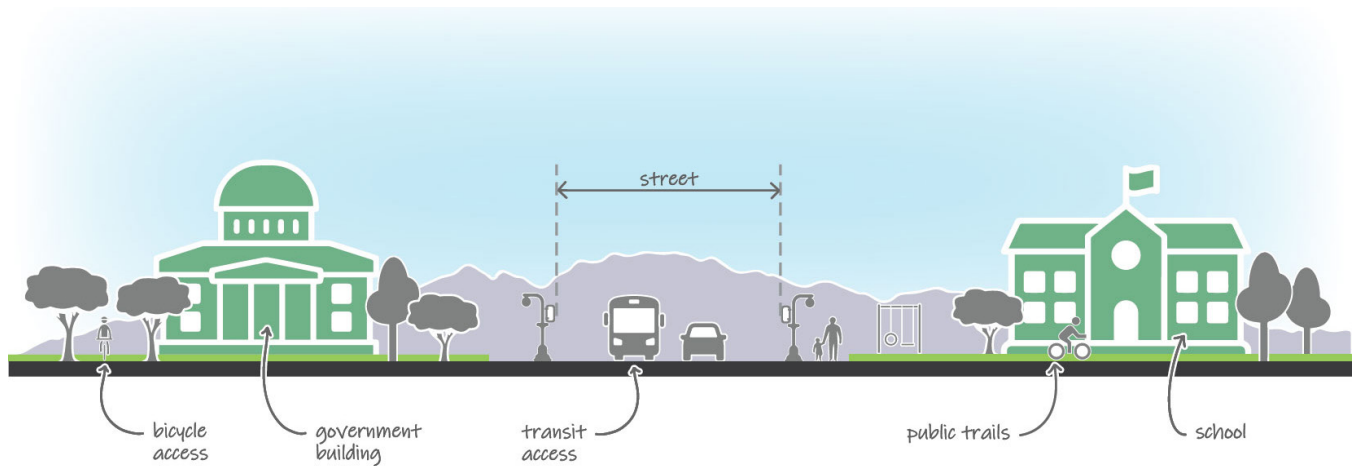 street
bicycle
access
government
building
transit
access
public trails
school